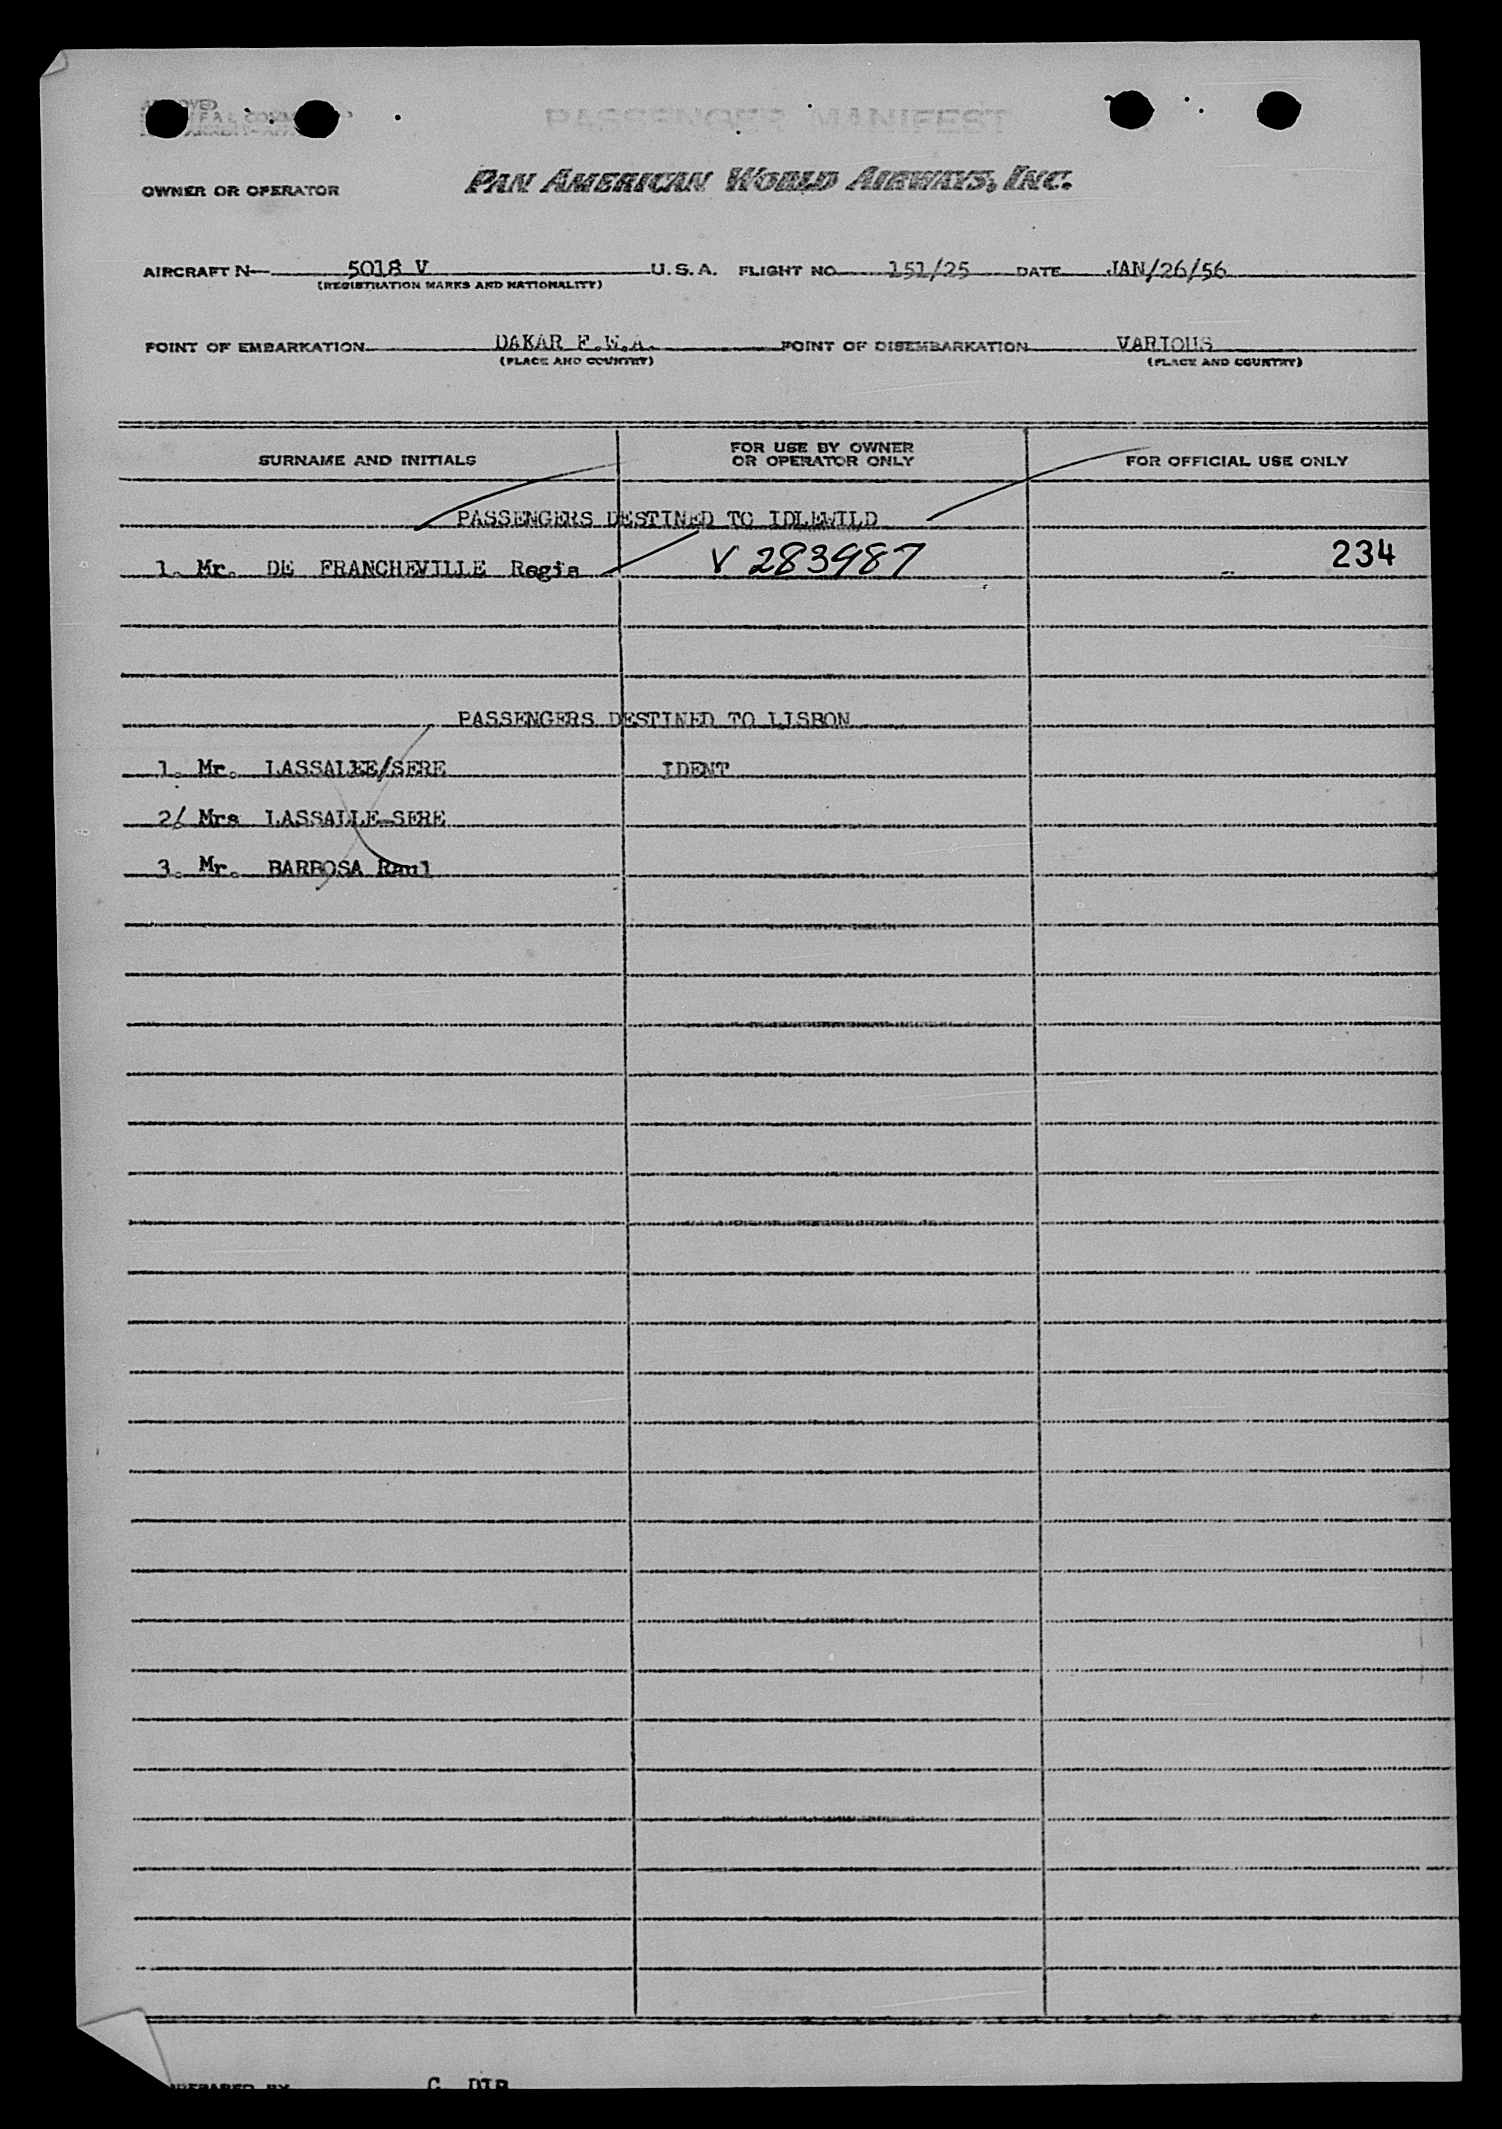 PASSENGER MANIFEST
OWNER OR OPERATOR PAN AMERICAN WORLD AIRWAYS, INC.
AIRCRAFT N 5018 V U.S.A. FLIGHT NO 151/25 DATE JAN/26/56
(REGISTRATION MARKS AND NATIONALITY)
POINT OF EMBARKATION DAKAR F.W.A. POINT OF DISEMBARKATION VARIOUS
(PLACE AND COUNTRY) (PLACE AND COUNTRY)
SURNAME AND INITIALS FOR USE BY OWNER OR OPERATOR ONLY FOR OFFICIAL USE ONLY
PASSENGERS DESTINED TO IDLEWILD
1. Mr. DE FRANCHEVILLE Regis V 283987 234
PASSENGERS DESTINED TO LISBON
1. Mr. LASSALEE/SERE IDENT
2/ Mrs LASSALLE-SERE
3. Mr. BARBOSA Raul
PREPARED BY C. DIB